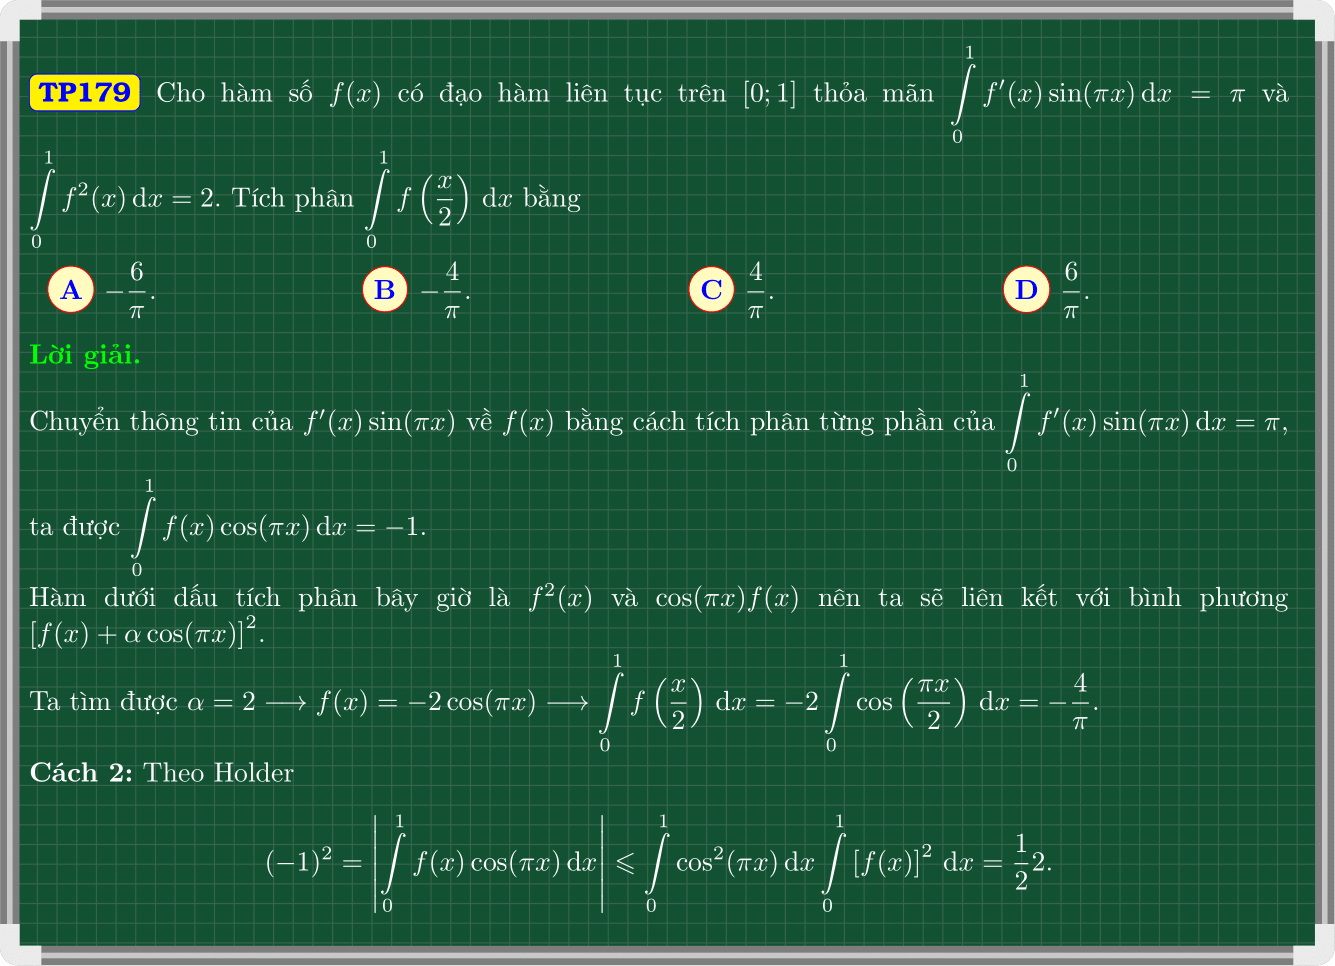 TP179 Cho hàm số $f(x)$ có đạo hàm liên tục trên $[0;1]$ thỏa mãn $\int\limits_0^1 f'(x)\sin(\pi x)\,\mathrm{d}x = \pi$ và
$\int\limits_0^1 f^2(x)\,\mathrm{d}x = 2$. Tích phân $\int\limits_0^1 f\left(\frac{x}{2}\right)\,\mathrm{d}x$ bằng
A $-\frac{6}{\pi}$. B $-\frac{4}{\pi}$. C $\frac{4}{\pi}$. D $\frac{6}{\pi}$.
Lời giải.
Chuyển thông tin của $f'(x)\sin(\pi x)$ về $f(x)$ bằng cách tích phân từng phần của $\int\limits_0^1 f'(x)\sin(\pi x)\,\mathrm{d}x = \pi$,
ta được $\int\limits_0^1 f(x)\cos(\pi x)\,\mathrm{d}x = -1$.
Hàm dưới dấu tích phân bây giờ là $f^2(x)$ và $\cos(\pi x)f(x)$ nên ta sẽ liên kết với bình phương
$[f(x) + \alpha\cos(\pi x)]^2$.
Ta tìm được $\alpha = 2 \longrightarrow f(x) = -2\cos(\pi x) \longrightarrow \int\limits_0^1 f\left(\frac{x}{2}\right)\,\mathrm{d}x = -2\int\limits_0^1 \cos\left(\frac{\pi x}{2}\right)\,\mathrm{d}x = -\frac{4}{\pi}$.
Cách 2: Theo Holder
$(-1)^2 = \left|\int\limits_0^1 f(x)\cos(\pi x)\,\mathrm{d}x\right| \leqslant \int\limits_0^1 \cos^2(\pi x)\,\mathrm{d}x \int\limits_0^1 [f(x)]^2\,\mathrm{d}x = \frac{1}{2}2.$